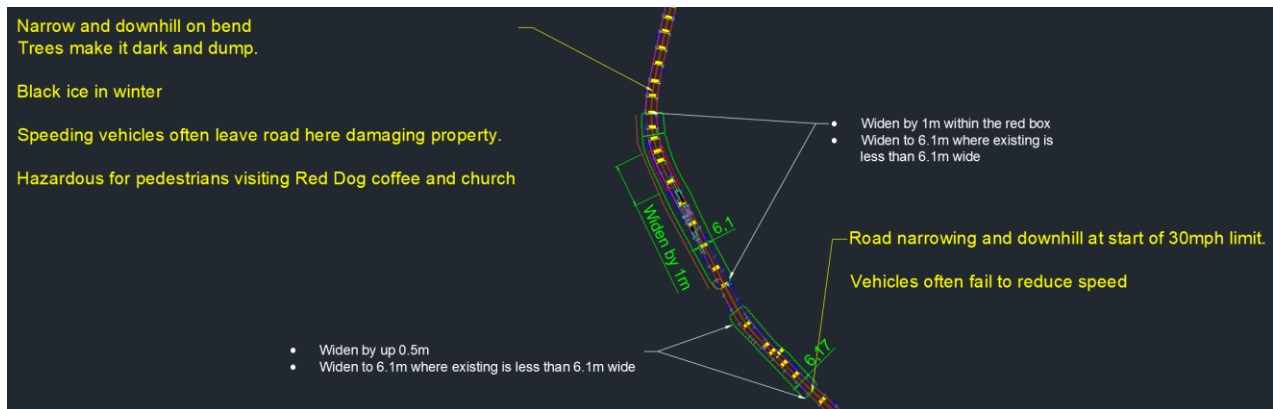 Narrow and downhill on bend
Trees make it dark and dump.
Black ice in winter
Speeding vehicles often leave road here damaging property.
Hazardous for pedestrians visiting Red Dog coffee and church
• Widen by 1m within the red box
• Widen to 6.1m where existing is
less than 6.1m wide
Widen by 1m
6,1
Road narrowing and downhill at start of 30mph limit.
Vehicles often fail to reduce speed
• Widen by up 0.5m
• Widen to 6.1m where existing is less than 6.1m wide
6,17